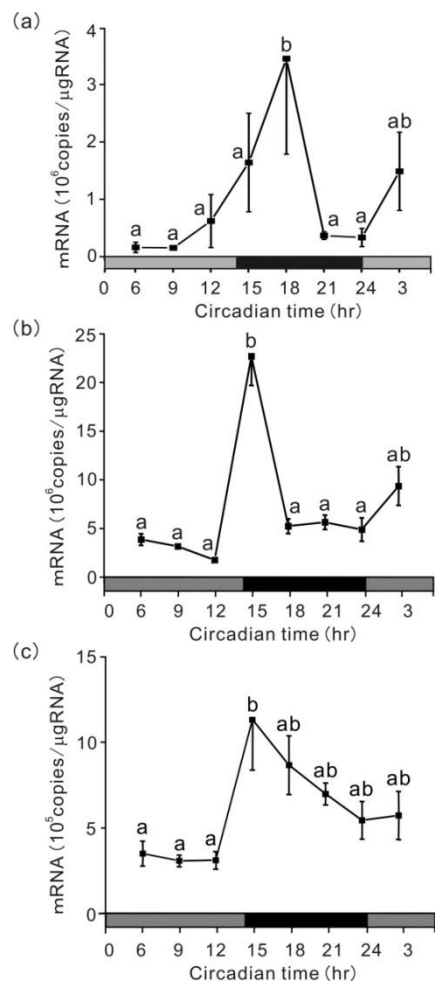 (a)
mRNA (10⁶copies/μgRNA)
4
3
2
1
0
a a a a b a a ab
0 6 9 12 15 18 21 24 3
Circadian time (hr)
(b)
mRNA (10⁶copies/μgRNA)
25
20
15
10
5
0
a a a b a a a ab
0 6 9 12 15 18 21 24 3
Circadian time (hr)
(c)
mRNA (10⁵copies/μgRNA)
15
10
5
0
a a a b ab ab ab ab
0 6 9 12 15 18 21 24 3
Circadian time (hr)